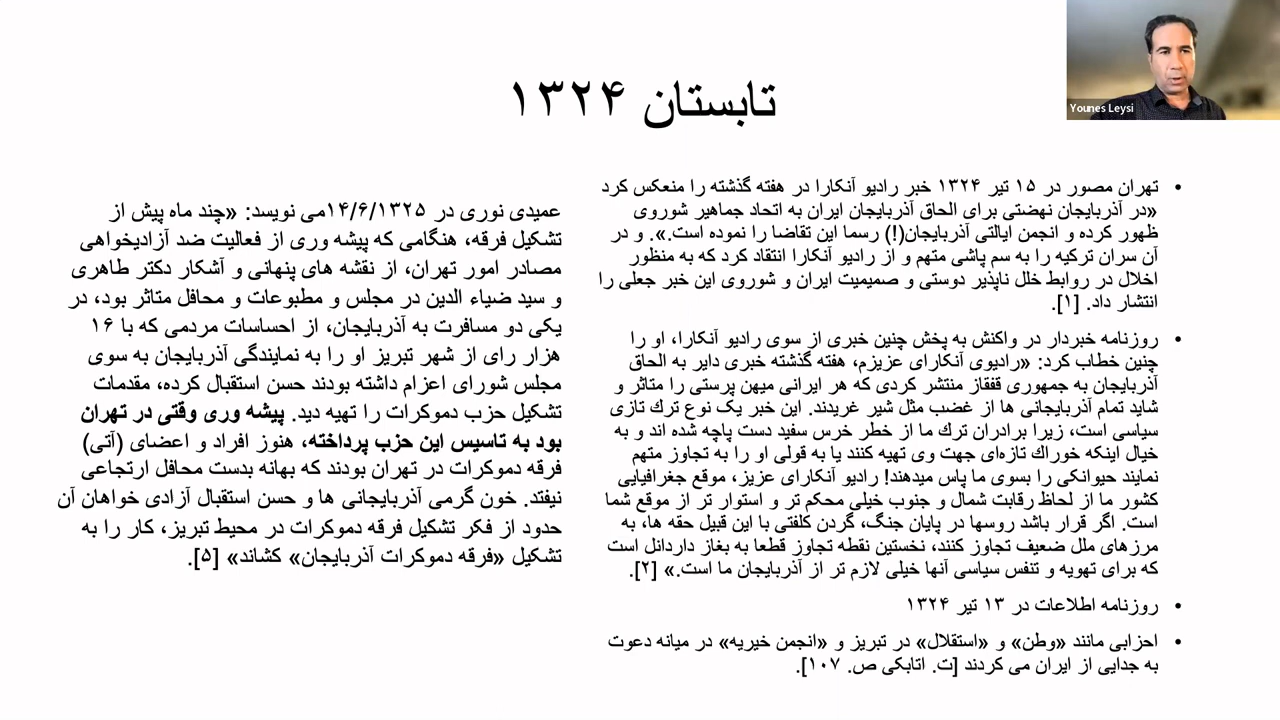 تابستان ۱۳۲۴
Younes Leysi
• تهران مصور در ۱۵ تیر ۱۳۲۴ خبر رادیو آنکارا در هفته گذشته را منعکس کرد
«در آذربایجان نهضتی برای الحاق آذربایجان ایران به اتحاد جماهیر شوروی
ظهور کرده و انجمن ایالتی آذربایجان(!) رسما این تقاضا را نموده است.». و در
آن سران ترکیه را به سم پاشی متهم و از رادیو آنکارا انتقاد کرد که به منظور
اخلال در روابط خلل ناپذیر دوستی و صمیمیت ایران و شوروی این خبر جعلی را
انتشار داد. [۱].
• روزنامه خبردار در واکنش به پخش چنین خبری از سوی رادیو آنکارا، او را
چنین خطاب کرد: «رادیوی آنکارای عزیزم، هفته گذشته خبری دایر به الحاق
آذربایجان به جمهوری قفقاز منتشر کردی که هر ایرانی میهن پرستی را متاثر و
شاید تمام آذربایجانی ها از غضب مثل شیر غریدند. این خبر یک نوع ترك تازی
سیاسی است، زیرا برادران ترك ما از خطر خرس سفید دست پاچه شده اند و به
خیال اینکه خوراك تازه‌ای جهت وی تهیه کنند یا به قولی او را به تجاوز متهم
نمایند حیوانکی را بسوی ما پاس میدهند! رادیو آنکارای عزیز، موقع جغرافیایی
کشور ما از لحاظ رقابت شمال و جنوب خیلی محکم تر و استوار تر از موقع شما
است. اگر قرار باشد روسها در پایان جنگ، گردن کلفتی با این قبیل حقه ها، به
مرزهای ملل ضعیف تجاوز کنند، نخستین نقطه تجاوز قطعا به بغاز داردانل است
که برای تهویه و تنفس سیاسی آنها خیلی لازم تر از آذربایجان ما است.» [۲].
• روزنامه اطلاعات در ۱۳ تیر ۱۳۲۴
• احزابی مانند «وطن» و «استقلال» در تبریز و «انجمن خیریه» در میانه دعوت
به جدایی از ایران می کردند [ت. اتابکی ص. ۱۰۷].
عمیدی نوری در ۱۴/۶/۱۳۲۵می نویسد: «چند ماه پیش از
تشکیل فرقه، هنگامی که پیشه وری از فعالیت ضد آزادیخواهی
مصادر امور تهران، از نقشه های پنهانی و آشکار دکتر طاهری
و سید ضیاء الدین در مجلس و مطبوعات و محافل متاثر بود، در
یکی دو مسافرت به آذربایجان، از احساسات مردمی که با ۱۶
هزار رای از شهر تبریز او را به نمایندگی آذربایجان به سوی
مجلس شورای اعزام داشته بودند حسن استقبال کرده، مقدمات
تشکیل حزب دموکرات را تهیه دید. پیشه وری وقتی در تهران
بود به تاسیس این حزب پرداخته، هنوز افراد و اعضای (آتی)
فرقه دموکرات در تهران بودند که بهانه بدست محافل ارتجاعی
نیفتد. خون گرمی آذربایجانی ها و حسن استقبال آزادی خواهان آن
حدود از فکر تشکیل فرقه دموکرات در محیط تبریز، کار را به
تشکیل «فرقه دموکرات آذربایجان» کشاند» [۵].